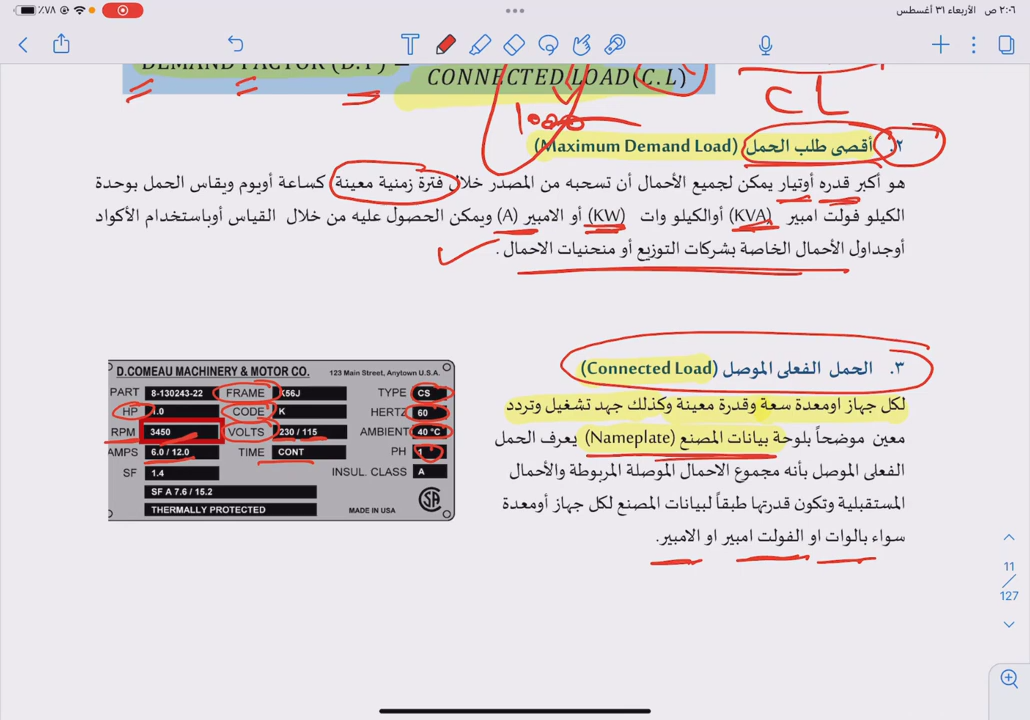 ٪٧٨
٢:٠٦ ص الأربعاء ٣١ أغسطس
DEMAND FACTOR (D.F) =
CONNECTED LOAD(C.L)
CL
1000
٢. أقصى طلب الحمل (Maximum Demand Load)
هو أكبر قدره أوتيار يمكن لجميع الأحمال أن تسحبه من المصدر خلال فترة زمنية معينة كساعة أويوم ويقاس الحمل بوحدة
الكيلو فولت امبير (KVA) أوالكيلو وات (KW) أو الامبير (A) ويمكن الحصول عليه من خلال القياس أوباستخدام الأكواد
أوجداول الأحمال الخاصة بشركات التوزيع أو منحنيات الاحمال .
٣. الحمل الفعلى الموصل (Connected Load)
لكل جهاز اومعدة سعة وقدرة معينة وكذلك جهد تشغيل وتردد
معين موضحاً بلوحة بيانات المصنع (Nameplate) يعرف الحمل
الفعلى الموصل بأنه مجموع الاحمال الموصلة المربوطة والأحمال
المستقبلية وتكون قدرتها طبقاً لبيانات المصنع لكل جهاز أومعدة
سواء بالوات او الفولت امبير او الامبير.
D.COMEAU MACHINERY & MOTOR CO. 123 Main Street, Anytown U.S.A.
PART 8-130243-22 FRAME K56J TYPE CS
HP 1.0 CODE K HERTZ 60
RPM 3450 VOLTS 230 / 115 AMBIENT 40 °C
AMPS 6.0 / 12.0 TIME CONT PH 1
SF 1.4 INSUL. CLASS A
SF A 7.6 / 15.2
THERMALLY PROTECTED MADE IN USA
SA
11
127